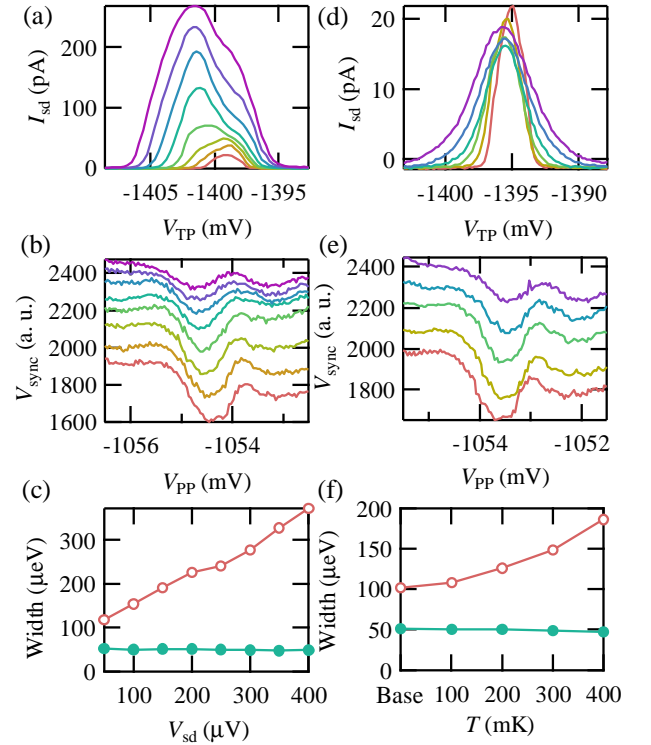 (a)
200
100
0
I_sd (pA)
-1405
-1400
-1395
V_TP (mV)
(d)
20
10
0
I_sd (pA)
-1400
-1395
-1390
V_TP (mV)
(b)
2400
2200
2000
1800
1600
V_sync (a. u.)
-1056
-1054
V_PP (mV)
(e)
2400
2200
2000
1800
V_sync (a. u.)
-1054
-1052
V_PP (mV)
(c)
300
200
100
0
Width (µeV)
100
200
300
400
V_sd (µV)
(f)
200
150
100
50
0
Width (µeV)
Base
100
200
300
400
T (mK)